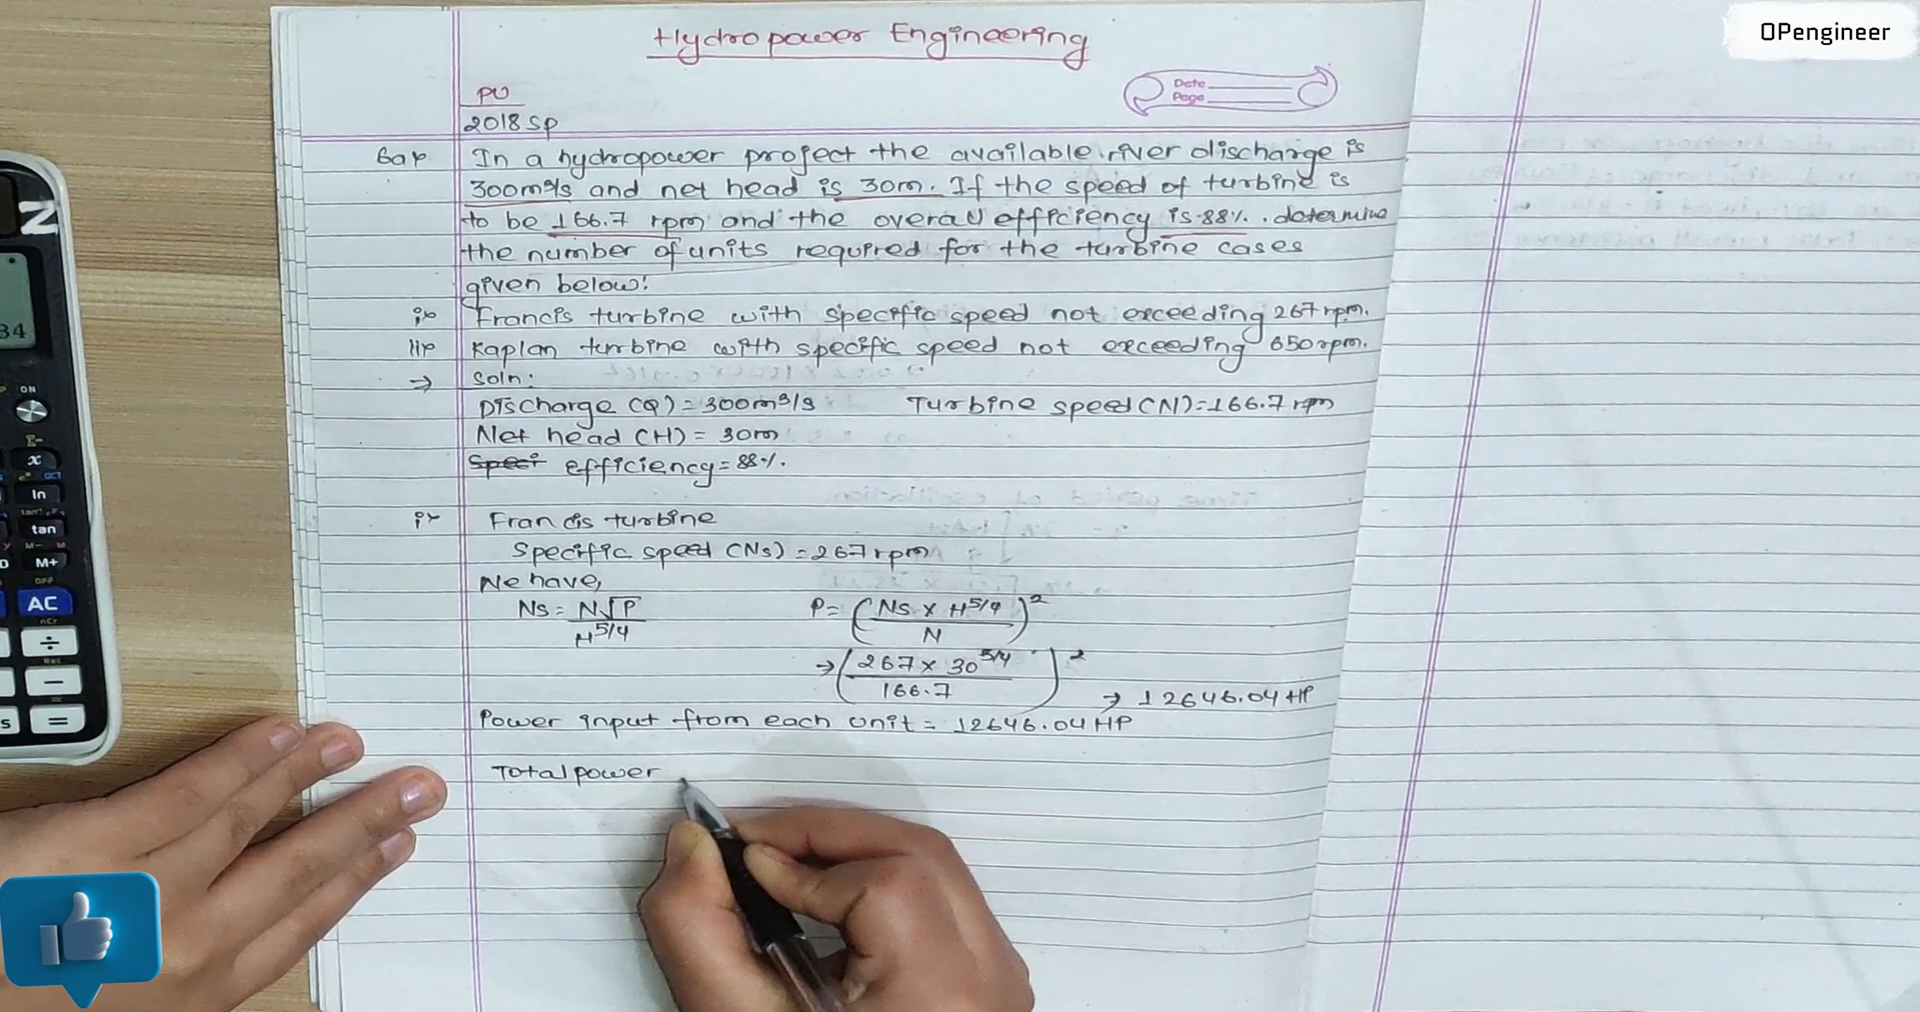 OPengineer
Hydropower Engineering
Date
Page
PU
2018 Sp
6a>
In a hydropower project the available river discharge is
300m³/s and net head is 30m. If the speed of turbine is
to be 166.7 rpm and the overall efficiency is 88%. determine
the number of units required for the turbine cases
given below:
i> Francis turbine with specific speed not exceeding 267 rpm.
ii> Kaplan turbine with specific speed not exceeding 650 rpm.
→ Soln:
Discharge (Q) = 300m³/s Turbine speed (N) = 166.7 rpm
Net head (H) = 30m
Speci efficiency = 88%.
i> Francis turbine
Specific speed (Ns) = 267 rpm
We have,
Ns = N√P / H^5/4 P = (Ns × H^5/4 / N)²
→ (267 × 30^5/4 / 166.7)² → 12646.04 HP
Power input from each unit = 12646.04 HP
Total power
34
ON
x
ln
tan
M+
AC
÷
−
=